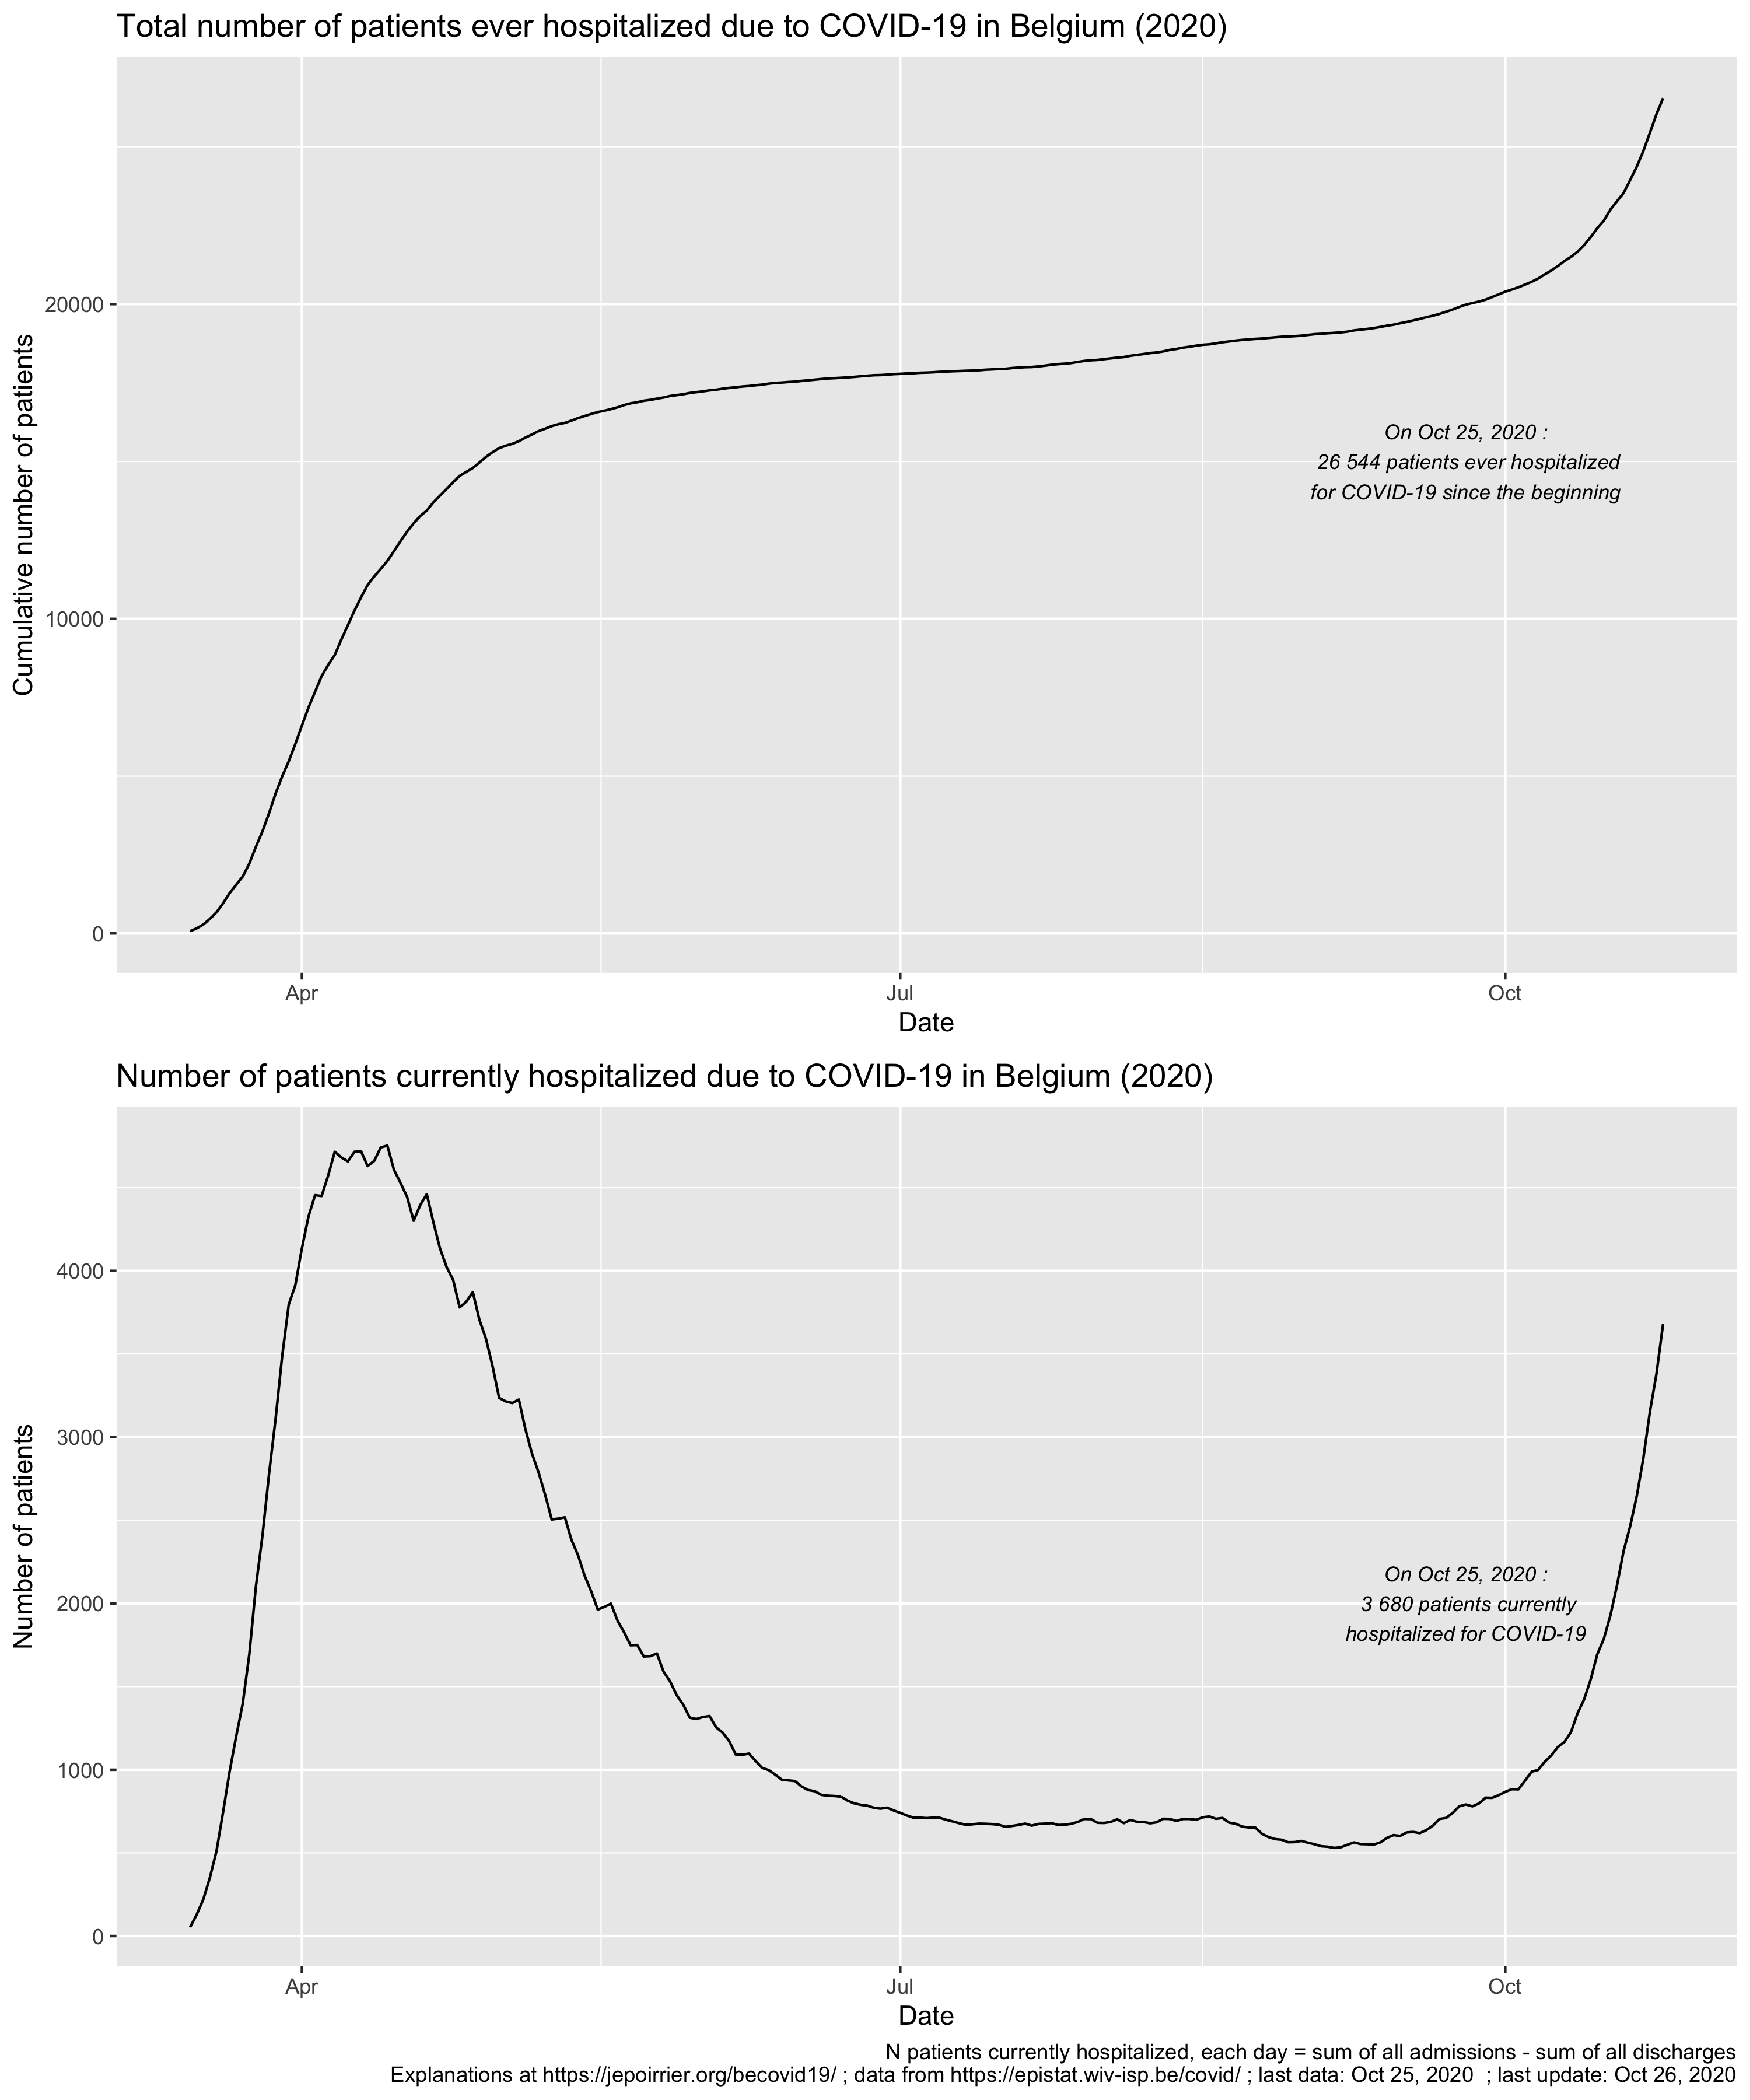 Total number of patients ever hospitalized due to COVID-19 in Belgium (2020)
Cumulative number of patients
20000
10000
0
On Oct 25, 2020 :
26 544 patients ever hospitalized
for COVID-19 since the beginning
Apr
Jul
Oct
Date
Number of patients currently hospitalized due to COVID-19 in Belgium (2020)
Number of patients
4000
3000
2000
1000
0
On Oct 25, 2020 :
3 680 patients currently
hospitalized for COVID-19
Apr
Jul
Oct
Date
N patients currently hospitalized, each day = sum of all admissions - sum of all discharges
Explanations at https://jepoirrier.org/becovid19/ ; data from https://epistat.wiv-isp.be/covid/ ; last data: Oct 25, 2020  ; last update: Oct 26, 2020